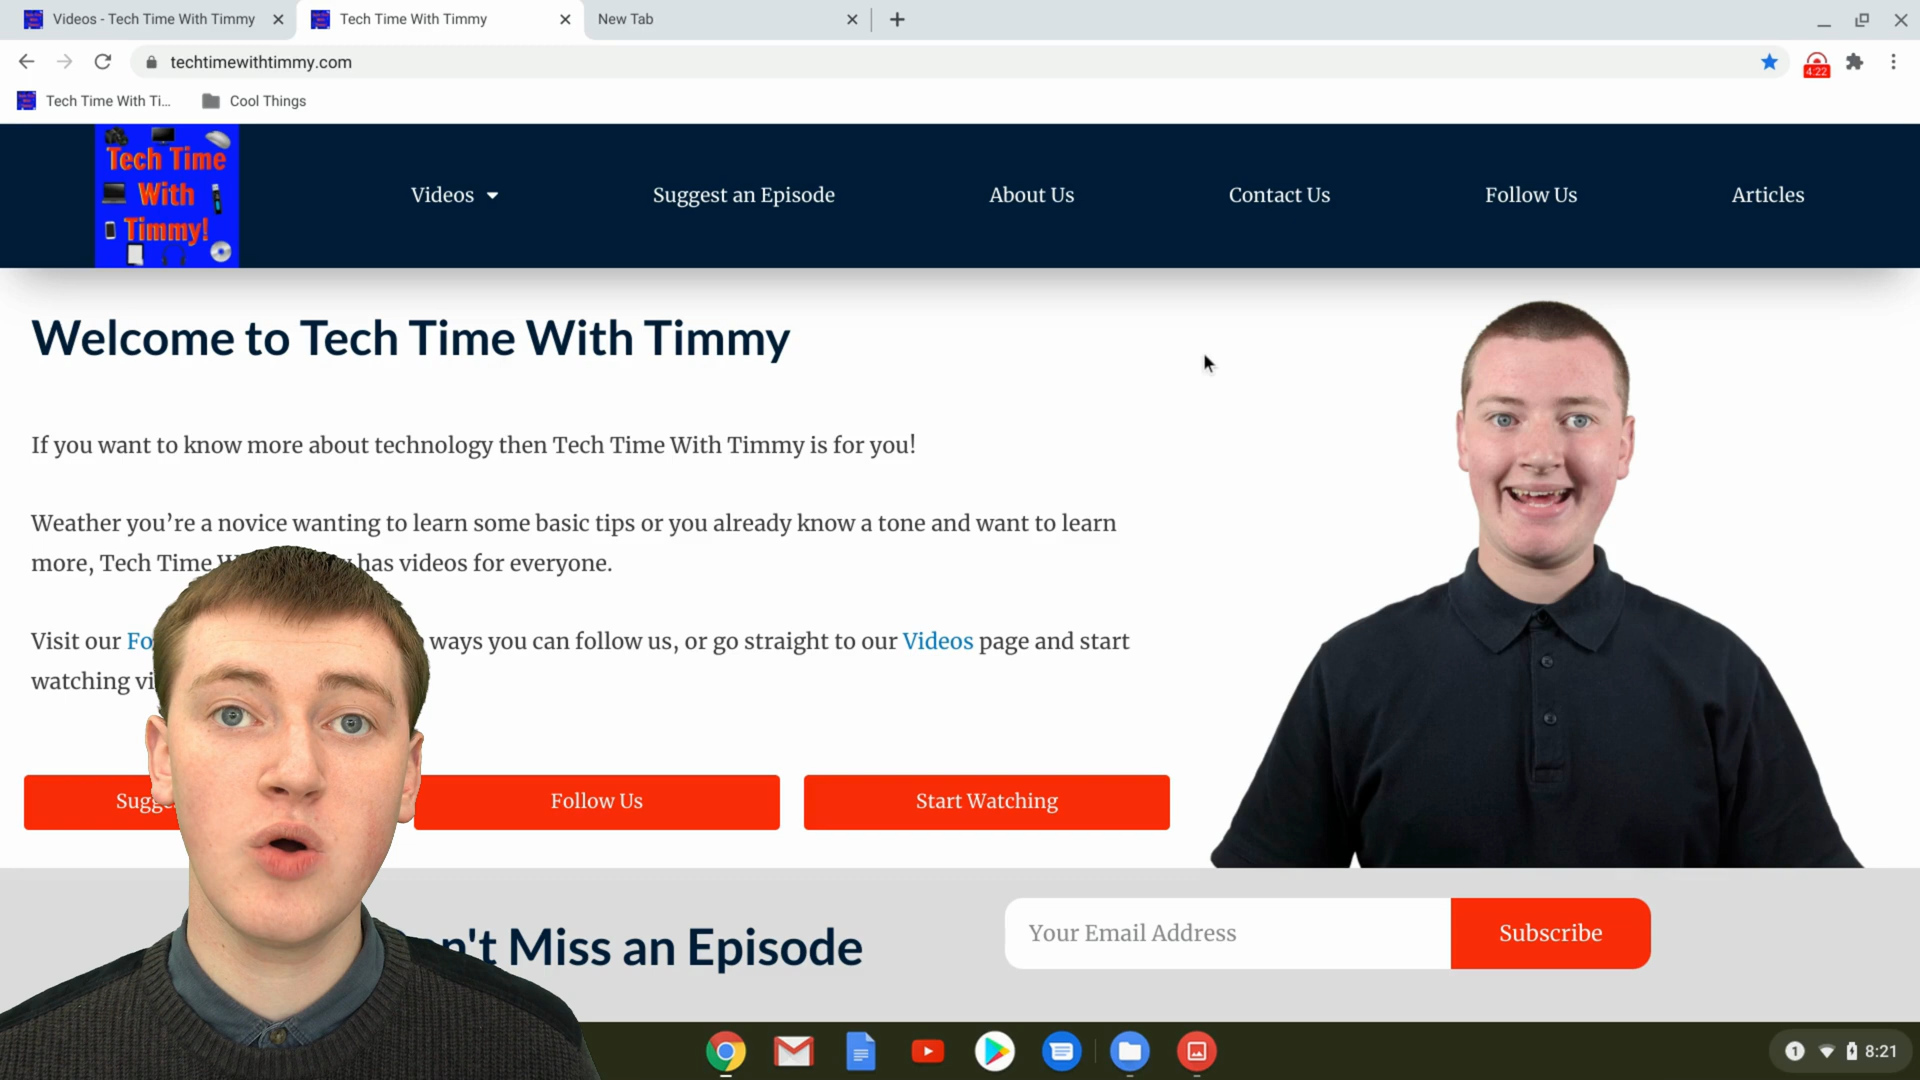 Videos - Tech Time With Timmy
Tech Time With Timmy
New Tab
techtimewithtimmy.com
4:22
Tech Time With Ti...
Cool Things
Tech Time
With
Timmy!
Videos
Suggest an Episode
About Us
Contact Us
Follow Us
Articles
Welcome to Tech Time With Timmy
If you want to know more about technology then Tech Time With Timmy is for you!
Weather you're a novice wanting to learn some basic tips or you already know a tone and want to learn
more, Tech Time has videos for everyone.
Visit our ways you can follow us, or go straight to our Videos page and start
watching
Follow Us
Start Watching
Miss an Episode
Your Email Address
Subscribe
1
8:21